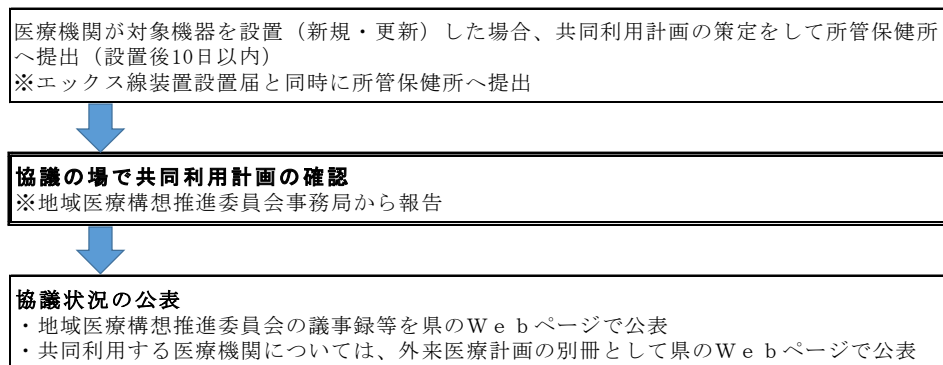 医療機関が対象機器を設置（新規・更新）した場合、共同利用計画の策定をして所管保健所
へ提出（設置後10日以内）
※エックス線装置設置届と同時に所管保健所へ提出
協議の場で共同利用計画の確認
※地域医療構想推進委員会事務局から報告
協議状況の公表
・地域医療構想推進委員会の議事録等を県のＷｅｂページで公表
・共同利用する医療機関については、外来医療計画の別冊として県のＷｅｂページで公表